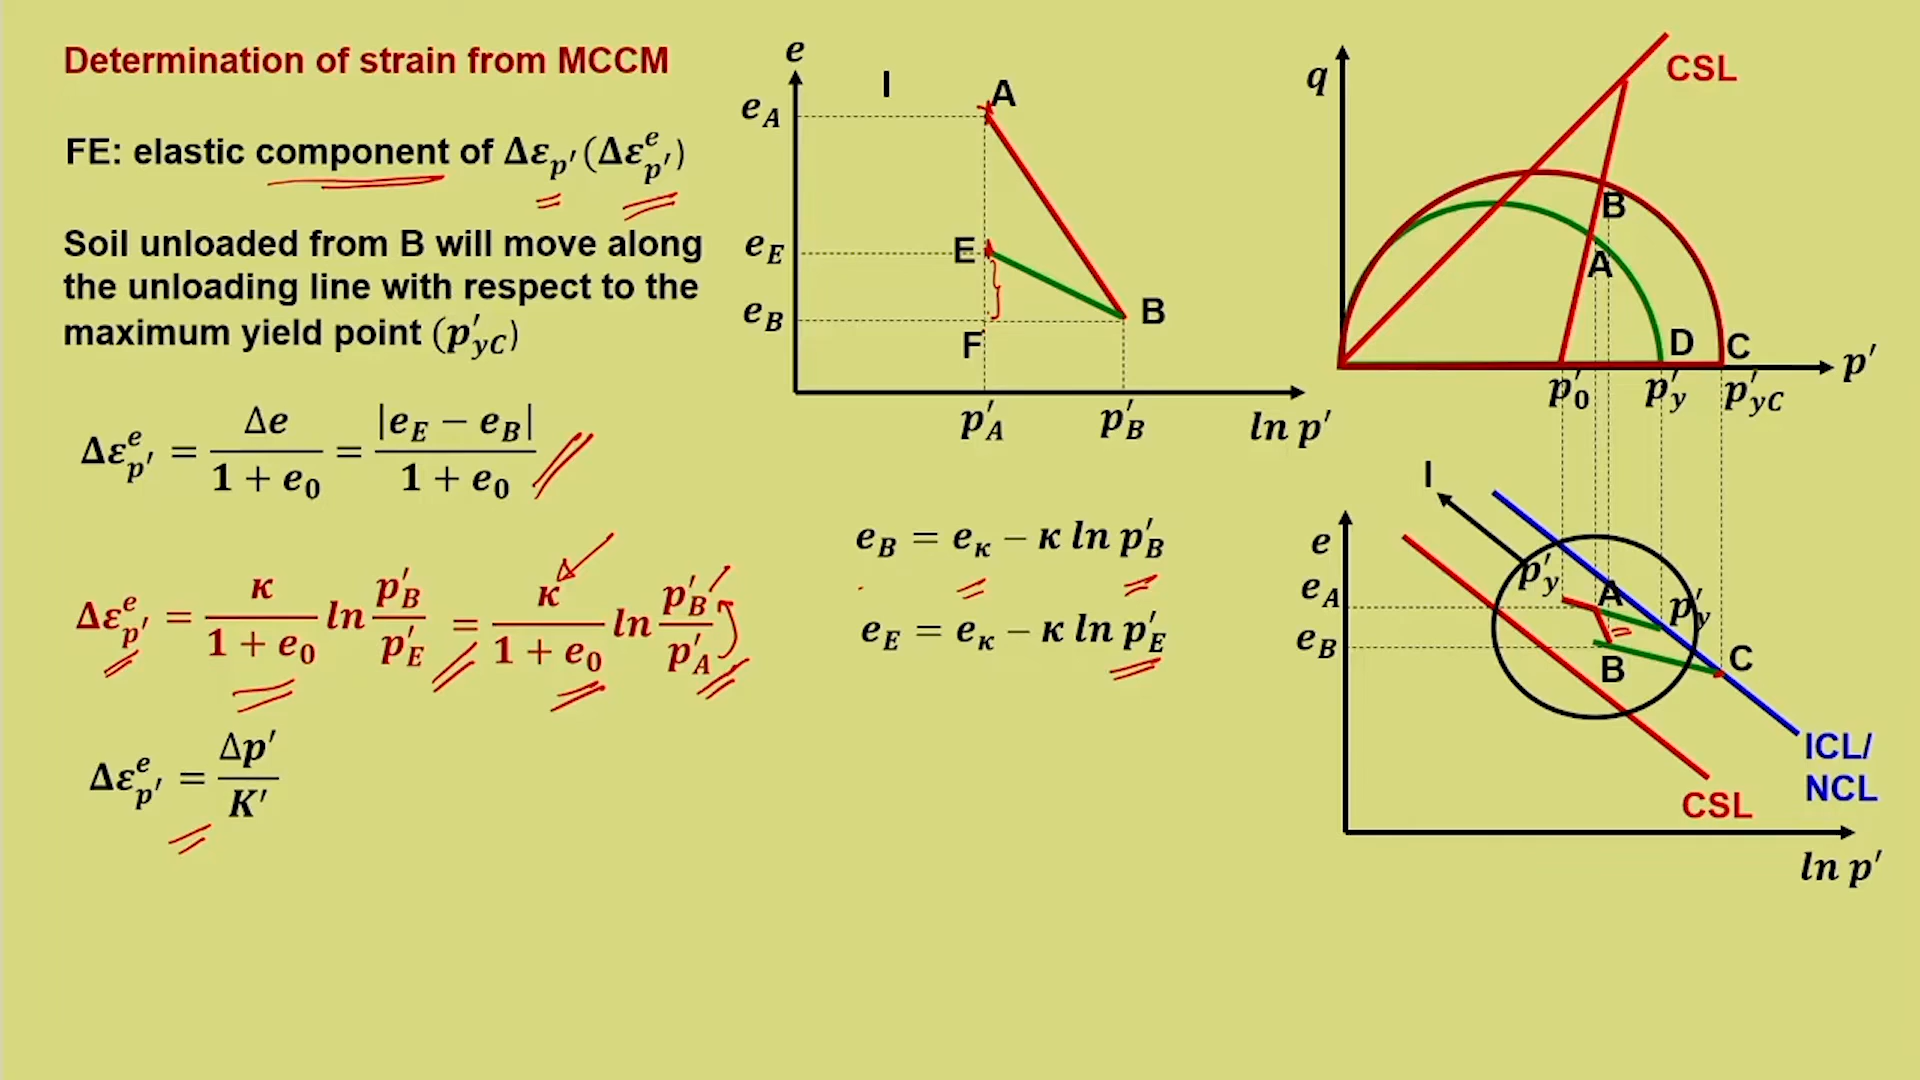 Determination of strain from MCCM
FE: elastic component of Δε_p′ (Δε^e_p′)
Soil unloaded from B will move along
the unloading line with respect to the
maximum yield point (p′_yC)
Δε^e_p′ = Δe / (1 + e_0) = |e_E − e_B| / (1 + e_0)
Δε^e_p′ = κ / (1 + e_0) ln p′_B / p′_E = κ / (1 + e_0) ln p′_B / p′_A
Δε^e_p′ = Δp′ / K′
e
I
A
e_A
e_E
E
e_B
B
F
p′_A
p′_B
ln p′
e_B = e_κ − κ ln p′_B
e_E = e_κ − κ ln p′_E
q
CSL
B
A
D
C
p′
p′_0
p′_y
p′_yC
I
e
p′_y
e_A
A
p′_y
e_B
B
C
ICL/
NCL
CSL
ln p′